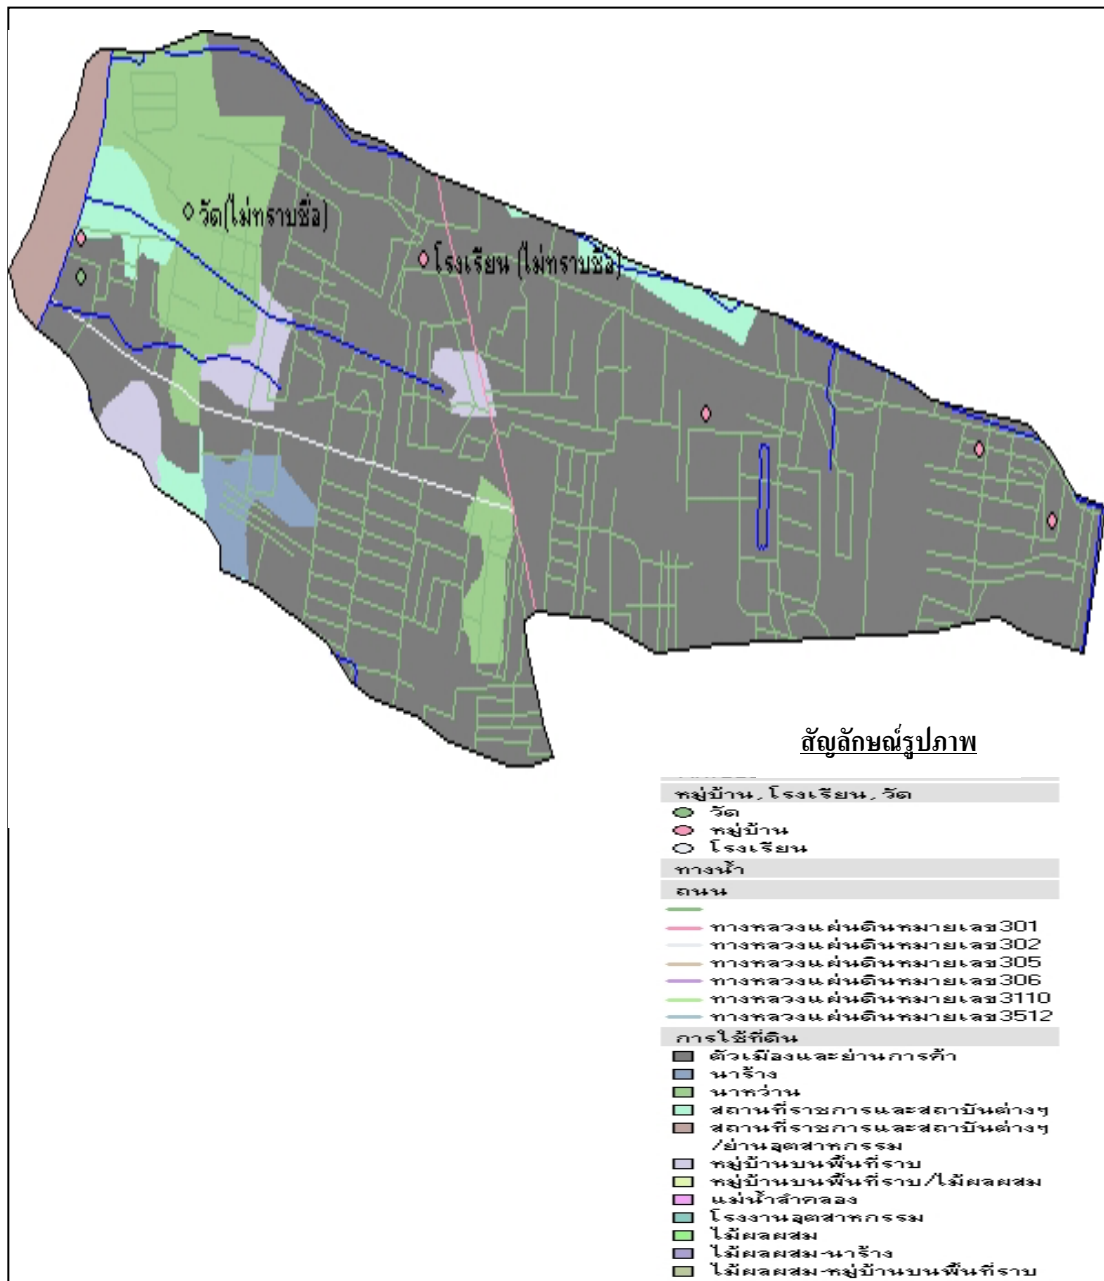 วัด(ไม่ทราบชื่อ)
โรงเรียน (ไม่ทราบชื่อ)
สัญลักษณ์รูปภาพ
หมู่บ้าน, โรงเรียน, วัด
วัด
หมู่บ้าน
โรงเรียน
ทางน้ำ
ถนน
ทางหลวงแผ่นดินหมายเลข301
ทางหลวงแผ่นดินหมายเลข302
ทางหลวงแผ่นดินหมายเลข305
ทางหลวงแผ่นดินหมายเลข306
ทางหลวงแผ่นดินหมายเลข3110
ทางหลวงแผ่นดินหมายเลข3512
การใช้ที่ดิน
ตัวเมืองและย่านการค้า
นาร้าง
นาหว่าน
สถานที่ราชการและสถาบันต่างๆ
สถานที่ราชการและสถาบันต่างๆ
/ย่านอุตสาหกรรม
หมู่บ้านบนพื้นที่ราบ
หมู่บ้านบนพื้นที่ราบ/ไม้ผลผสม
แม่น้ำลำคลอง
โรงงานอุตสาหกรรม
ไม้ผลผสม
ไม้ผลผสม-นาร้าง
ไม้ผลผสม-หมู่บ้านบนพื้นที่ราบ